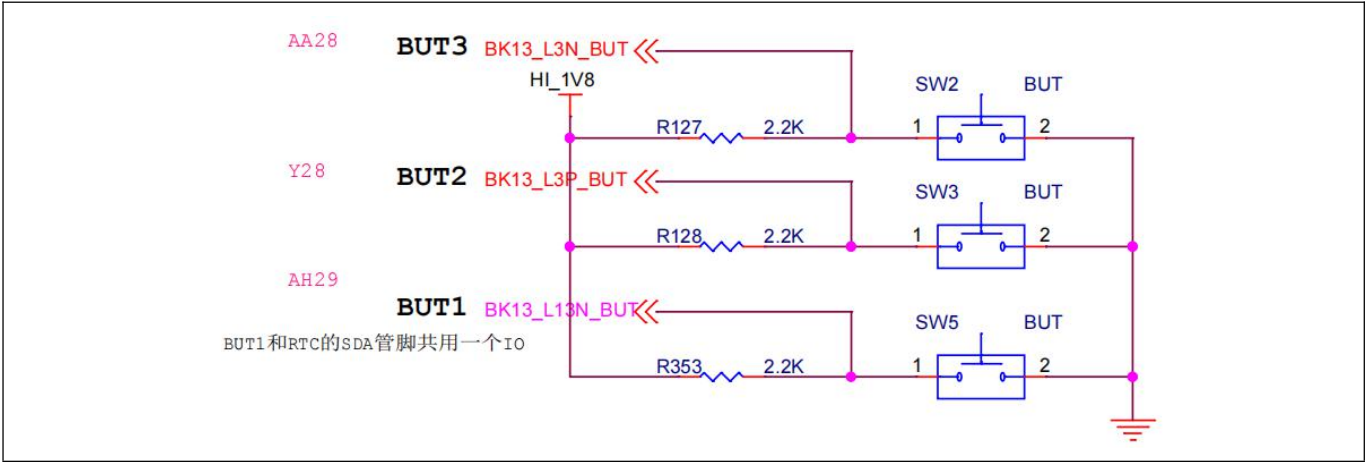 AA28 BUT3 BK13_L3N_BUT
HI_1V8
SW2 BUT
R127 2.2K 1 2
Y28 BUT2 BK13_L3P_BUT
SW3 BUT
R128 2.2K 1 2
AH29
BUT1 BK13_L13N_BUT
SW5 BUT
BUT1和RTC的SDA管脚共用一个IO
R353 2.2K 1 2